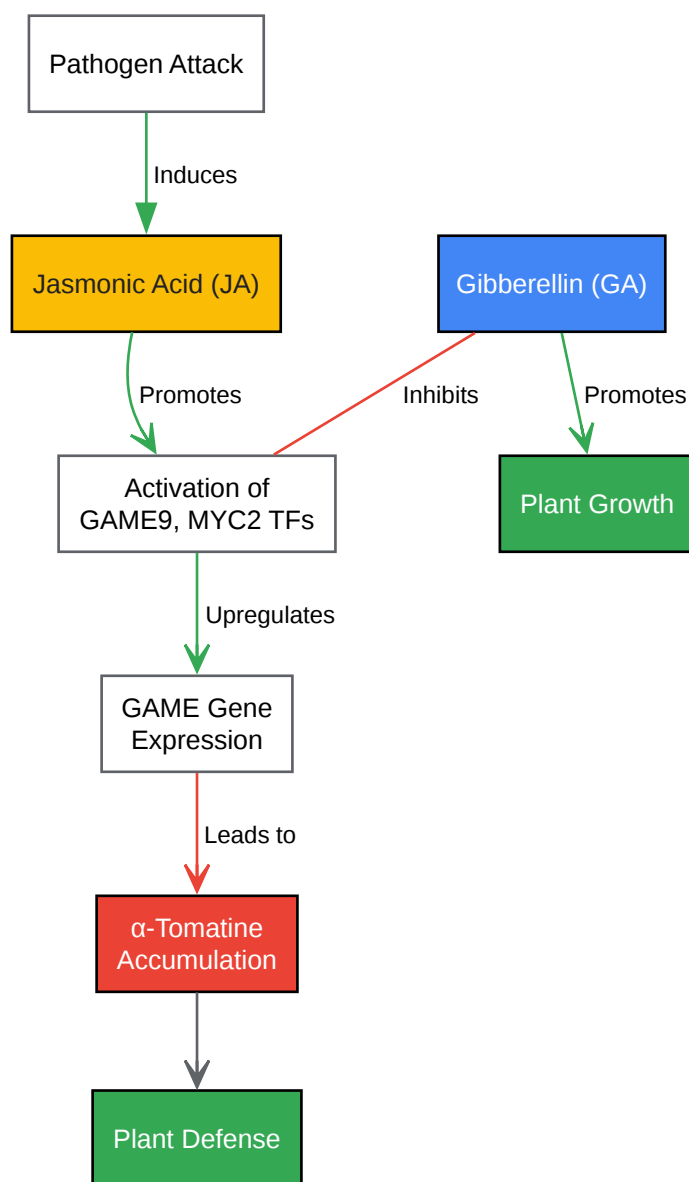 Pathogen Attack
Induces
Jasmonic Acid (JA)
Gibberellin (GA)
Promotes
Inhibits
Promotes
Activation of
GAME9, MYC2 TFs
Plant Growth
Upregulates
GAME Gene
Expression
Leads to
α-Tomatine
Accumulation
Plant Defense